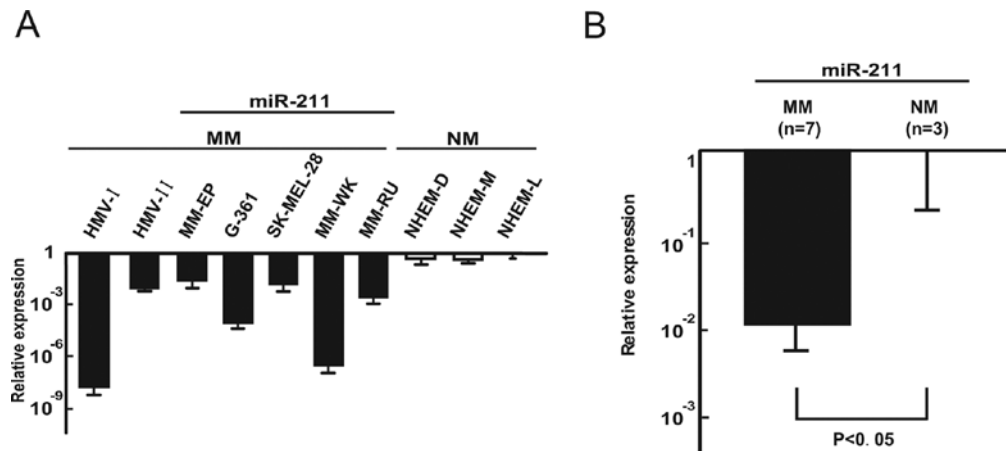 A
miR-211
MM NM
HMV-I HMV-II MM-EP G-361 SK-MEL-28 MM-WK MM-RU NHEM-D NHEM-M NHEM-L
Relative expression
1
10-3
10-6
10-9
B
miR-211
MM NM
(n=7) (n=3)
Relative expression
1
10-1
10-2
10-3
P<0.05